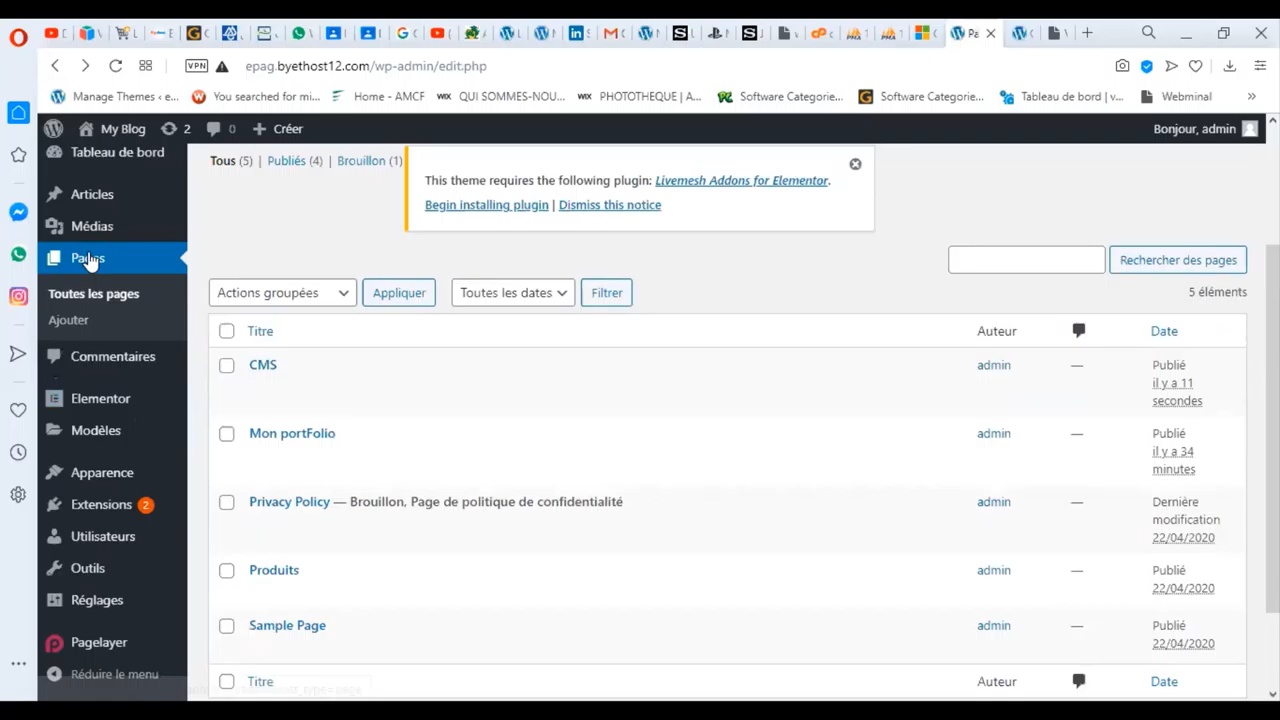 Pa
epag.byethost12.com/wp-admin/edit.php
VPN
Manage Themes ‹ e... You searched for mi... Home - AMCF QUI SOMMES-NOU... PHOTOTHEQUE | A... Software Categorie... Software Categorie... Tableau de bord | v... Webminal
My Blog 2 0 Créer Bonjour, admin
Tableau de bord
Articles
Médias
Pages
Toutes les pages
Ajouter
Commentaires
Elementor
Modèles
Apparence
Extensions 2
Utilisateurs
Outils
Réglages
Pagelayer
Réduire le menu
Tous (5) | Publiés (4) | Brouillon (1)
This theme requires the following plugin: Livemesh Addons for Elementor.
Begin installing plugin | Dismiss this notice
Rechercher des pages
Actions groupées Appliquer Toutes les dates Filtrer 5 éléments
Titre Auteur Date
CMS admin — Publié
il y a 11
secondes
Mon portFolio admin — Publié
il y a 34
minutes
Privacy Policy — Brouillon, Page de politique de confidentialité admin — Dernière
modification
22/04/2020
Produits admin — Publié
22/04/2020
Sample Page admin — Publié
22/04/2020
Titre Auteur Date